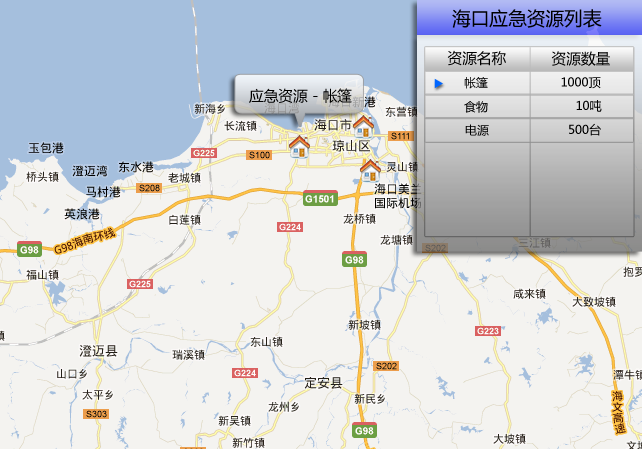 海口应急资源列表
资源名称 资源数量
帐篷 1000顶
食物 10吨
电源 500台
应急资源 - 帐篷
新海乡
长流镇
海口市
东营镇
S111
琼山区
灵山镇
G225
S100
玉包港
桥头镇
澄迈湾
东水港
马村港
S208
老城镇
英浪港
白莲镇
G1501
海口美兰
国际机场
G224
龙桥镇
龙塘镇
S202
三江镇
G98
G98海南环线
G98
福山镇
G225
咸来镇
抱罗
大致坡镇
新坡镇
G223
澄迈县
瑞溪镇
东山镇
山口乡
G224
S202
定安县
潭牛镇
太平乡
S303
龙州乡
新民乡
新吴镇
G98
海文高速
新竹镇
大坡镇
文城